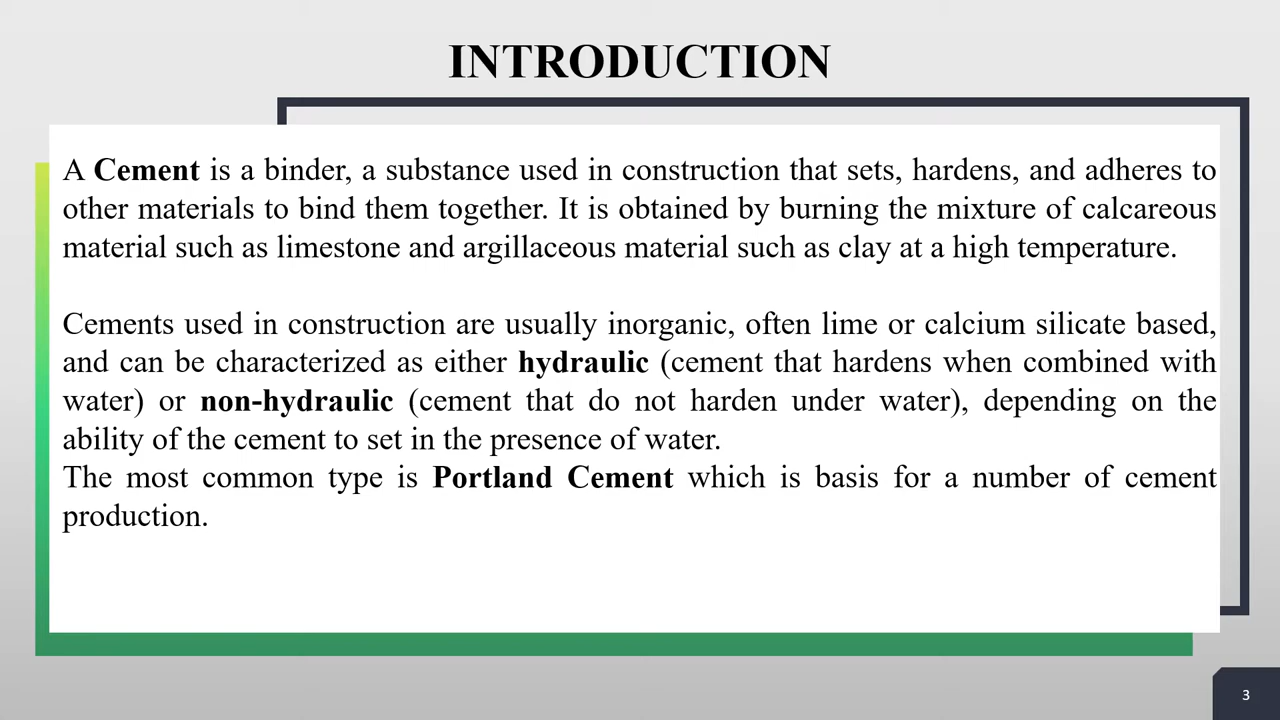 INTRODUCTION
A Cement is a binder, a substance used in construction that sets, hardens, and adheres to
other materials to bind them together. It is obtained by burning the mixture of calcareous
material such as limestone and argillaceous material such as clay at a high temperature.
Cements used in construction are usually inorganic, often lime or calcium silicate based,
and can be characterized as either hydraulic (cement that hardens when combined with
water) or non-hydraulic (cement that do not harden under water), depending on the
ability of the cement to set in the presence of water.
The most common type is Portland Cement which is basis for a number of cement
production.
3